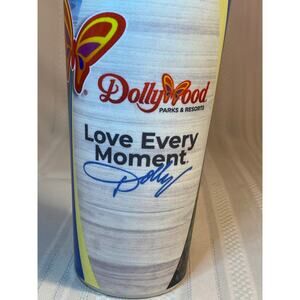 ®
Dollywood
PARKS & RESORTS
Love Every
Moment.
Dolly